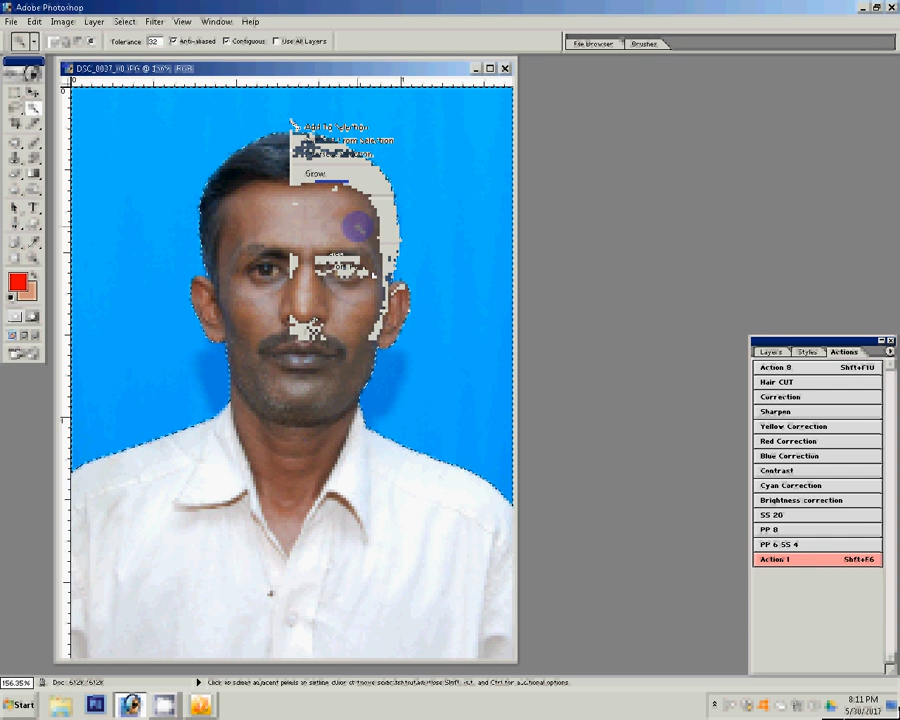 Adobe Photoshop
File Edit Image Layer Select Filter View Window Help
Tolerance: 32 Anti-aliased Contiguous Use All Layers
File Browser Brushes
RGB
Add To Selection
rom Selection
Grow
Layers Styles Actions
Action 8
Hair CUT
Correction
Sharpen
Yellow Correction
Red Correction
Blue Correction
Contrast
Cyan Correction
Brightness correction
SS 20
PP 8
PP 6 SS 4
Action 1 Shft+F6
156.35%
Start
8:11 PM
5/30/2017